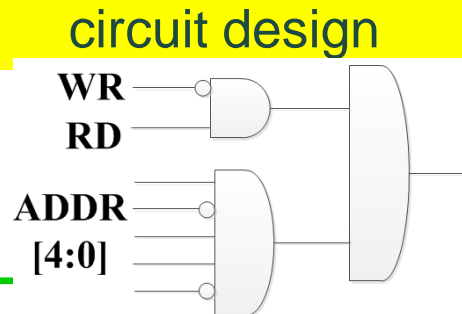 circuit design
WR
RD
ADDR
[4:0]